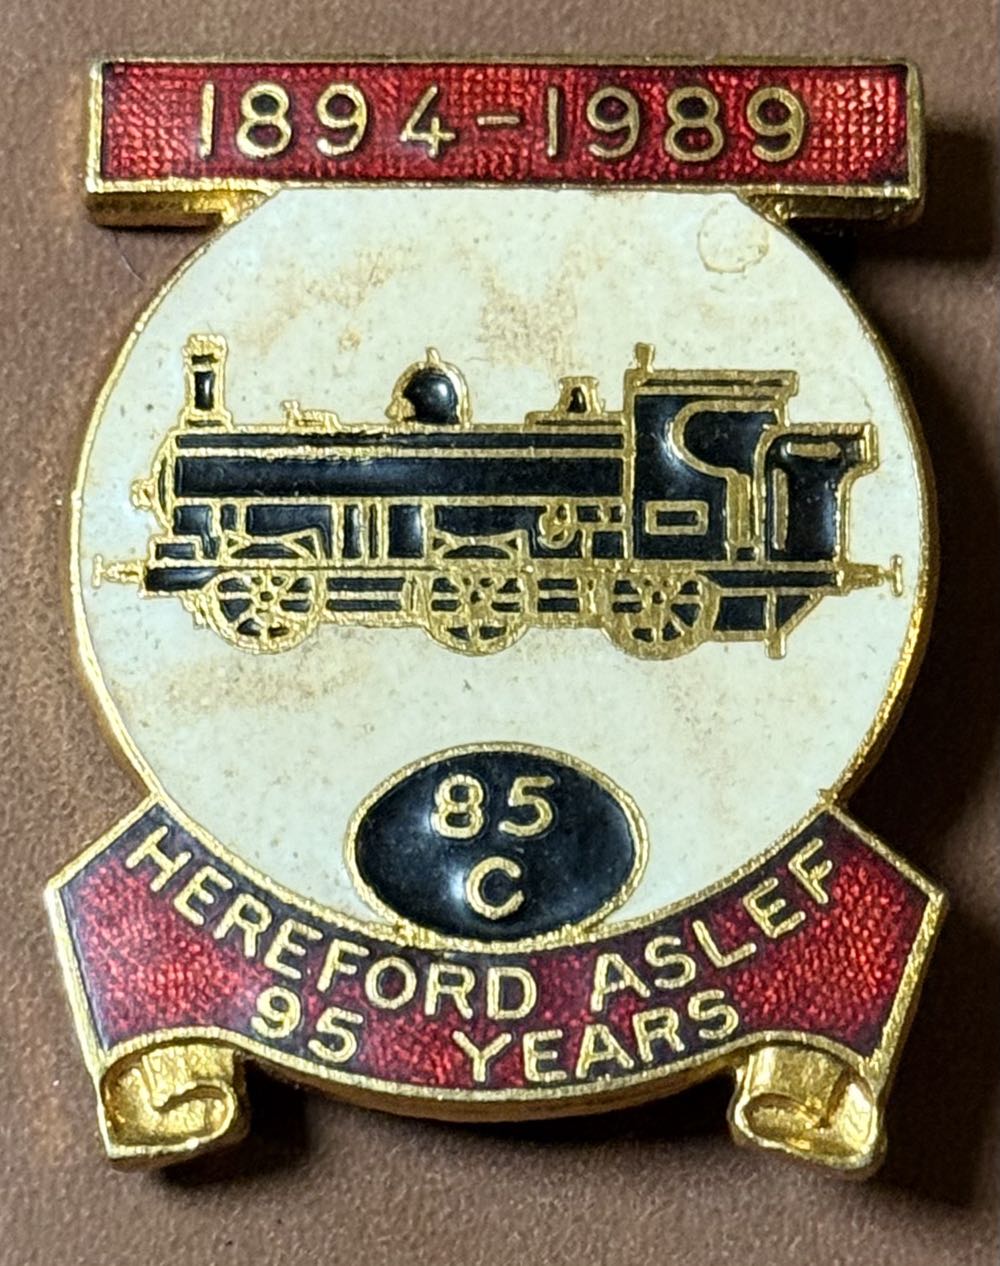 1894-1989
85
C
HEREFORD ASLEF
95 YEARS